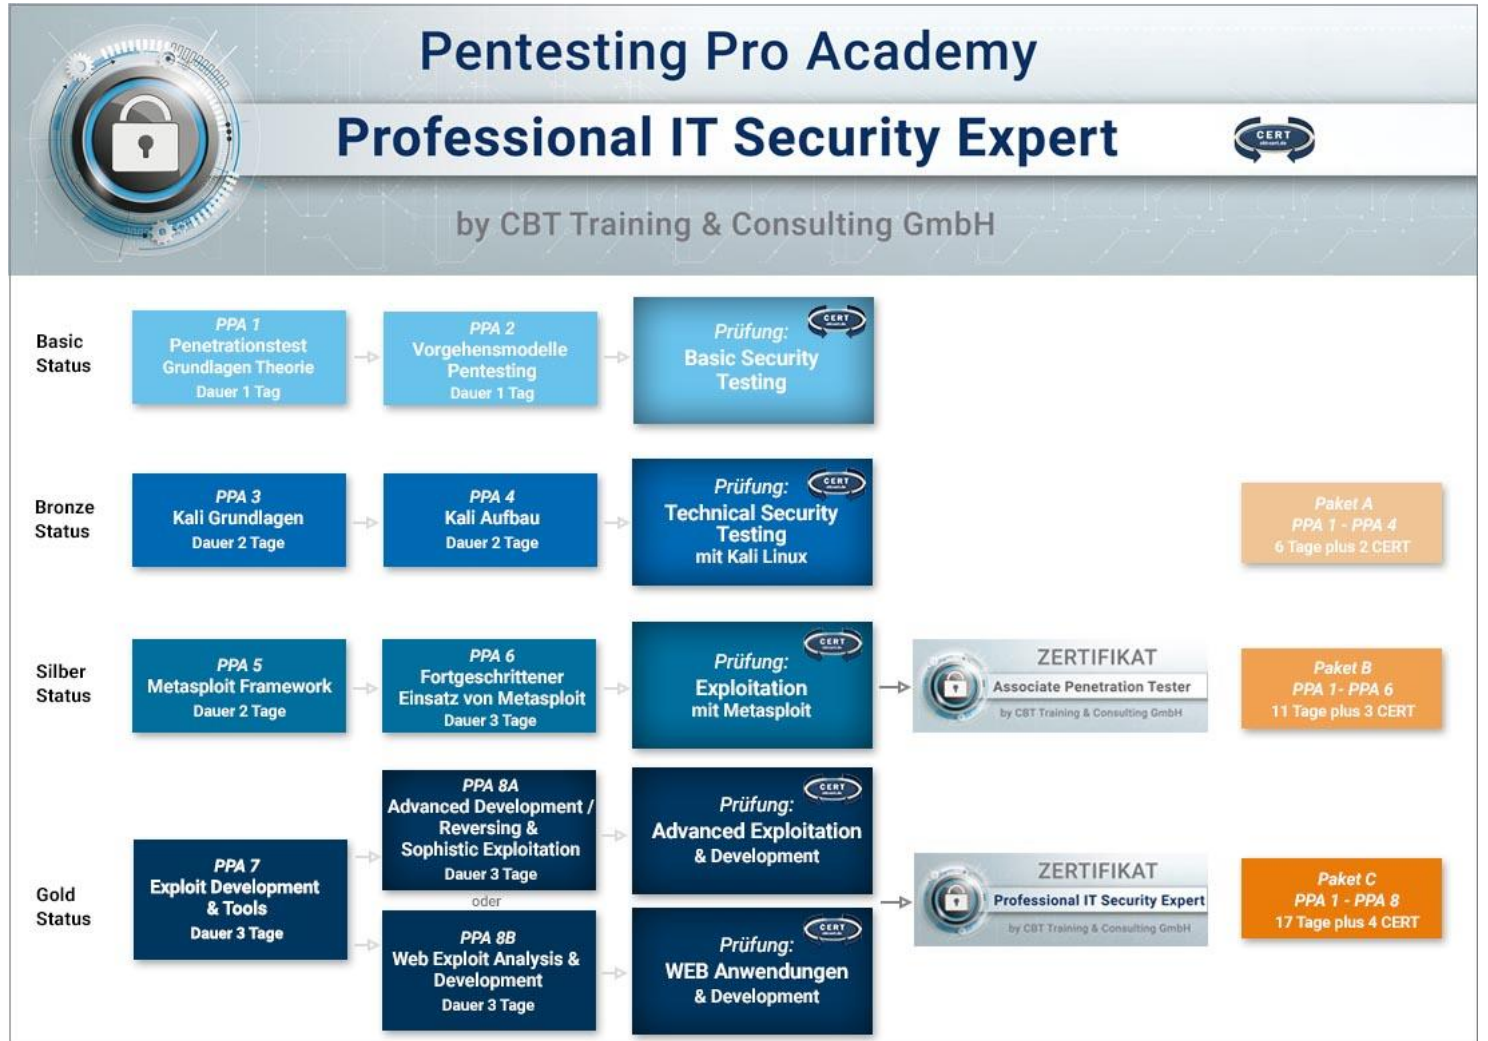 Pentesting Pro Academy
Professional IT Security Expert
CERT
by CBT Training & Consulting GmbH
Basic
Status
PPA 1
Penetrationstest
Grundlagen Theorie
Dauer 1 Tag
PPA 2
Vorgehensmodelle
Pentesting
Dauer 1 Tag
CERT
Prüfung:
Basic Security
Testing
Bronze
Status
PPA 3
Kali Grundlagen
Dauer 2 Tage
PPA 4
Kali Aufbau
Dauer 2 Tage
CERT
Prüfung:
Technical Security
Testing
mit Kali Linux
Paket A
PPA 1 - PPA 4
6 Tage plus 2 CERT
Silber
Status
PPA 5
Metasploit Framework
Dauer 2 Tage
PPA 6
Fortgeschrittener
Einsatz von Metasploit
Dauer 3 Tage
CERT
Prüfung:
Exploitation
mit Metasploit
ZERTIFIKAT
Associate Penetration Tester
by CBT Training & Consulting GmbH
Paket B
PPA 1- PPA 6
11 Tage plus 3 CERT
Gold
Status
PPA 7
Exploit Development
& Tools
Dauer 3 Tage
PPA 8A
Advanced Development /
Reversing &
Sophistic Exploitation
Dauer 3 Tage
oder
PPA 8B
Web Exploit Analysis &
Development
Dauer 3 Tage
CERT
Prüfung:
Advanced Exploitation
& Development
CERT
Prüfung:
WEB Anwendungen
& Development
ZERTIFIKAT
Professional IT Security Expert
by CBT Training & Consulting GmbH
Paket C
PPA 1 - PPA 8
17 Tage plus 4 CERT